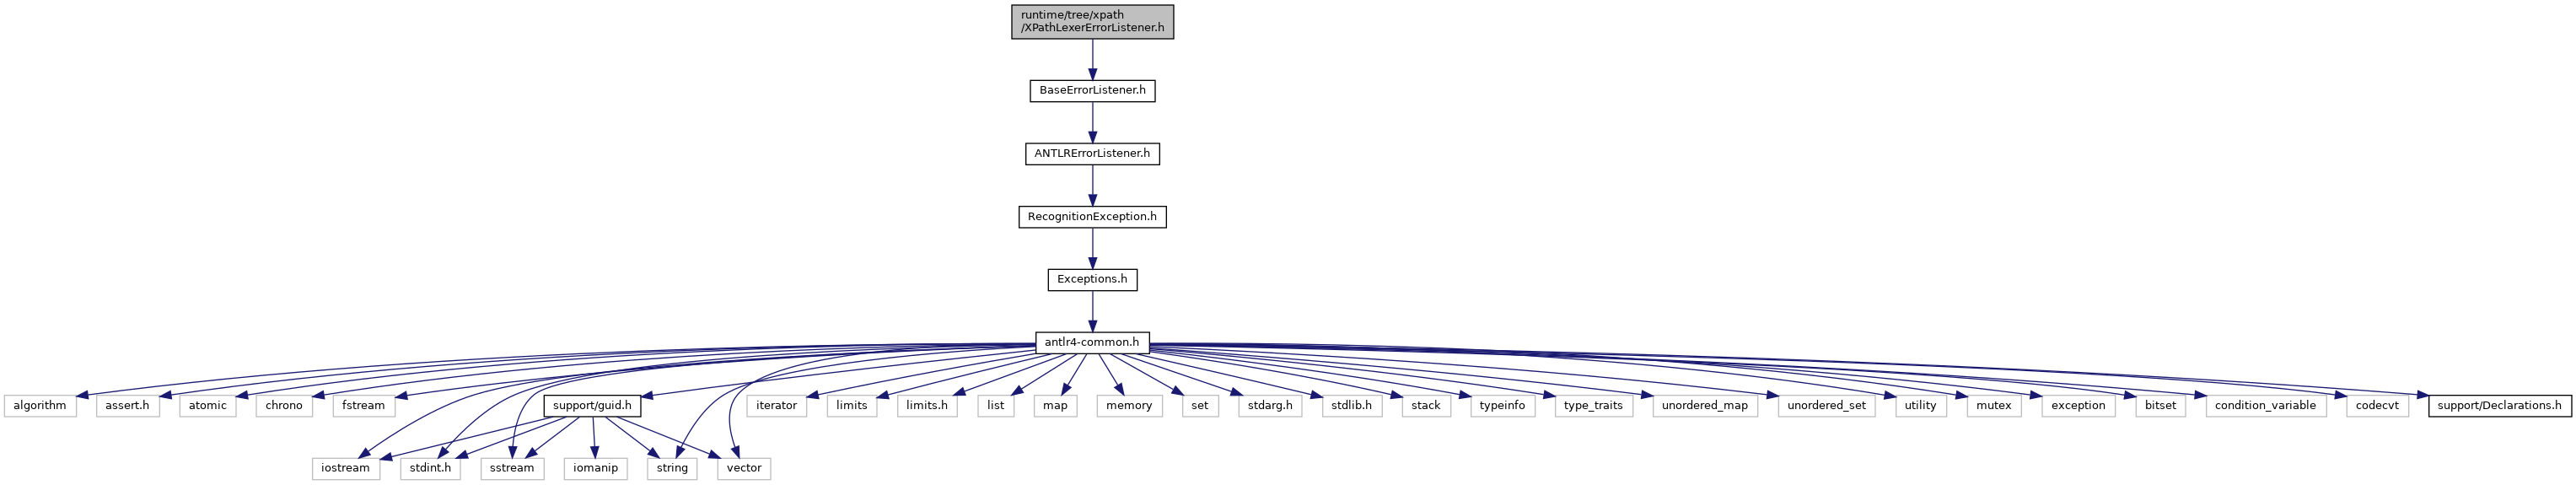 runtime/tree/xpath
/XPathLexerErrorListener.h
BaseErrorListener.h
ANTLRErrorListener.h
RecognitionException.h
Exceptions.h
antlr4-common.h
algorithm
assert.h
atomic
chrono
fstream
support/guid.h
iterator
limits
limits.h
list
map
memory
set
stdarg.h
stdlib.h
stack
typeinfo
type_traits
unordered_map
unordered_set
utility
mutex
exception
bitset
condition_variable
codecvt
support/Declarations.h
iostream
stdint.h
sstream
iomanip
string
vector